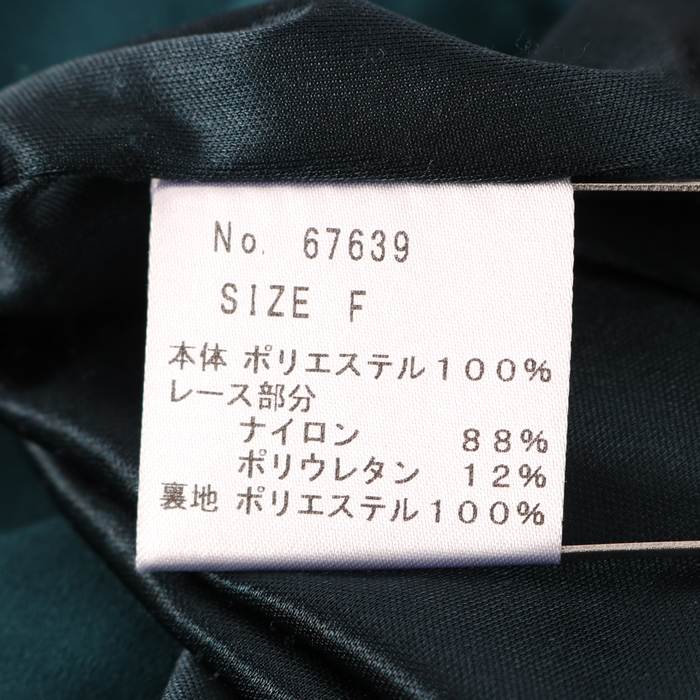 No. 67639
SIZE F
本体 ポリエステル100%
レース部分
ナイロン 88%
ポリウレタン 12%
裏地 ポリエステル100%